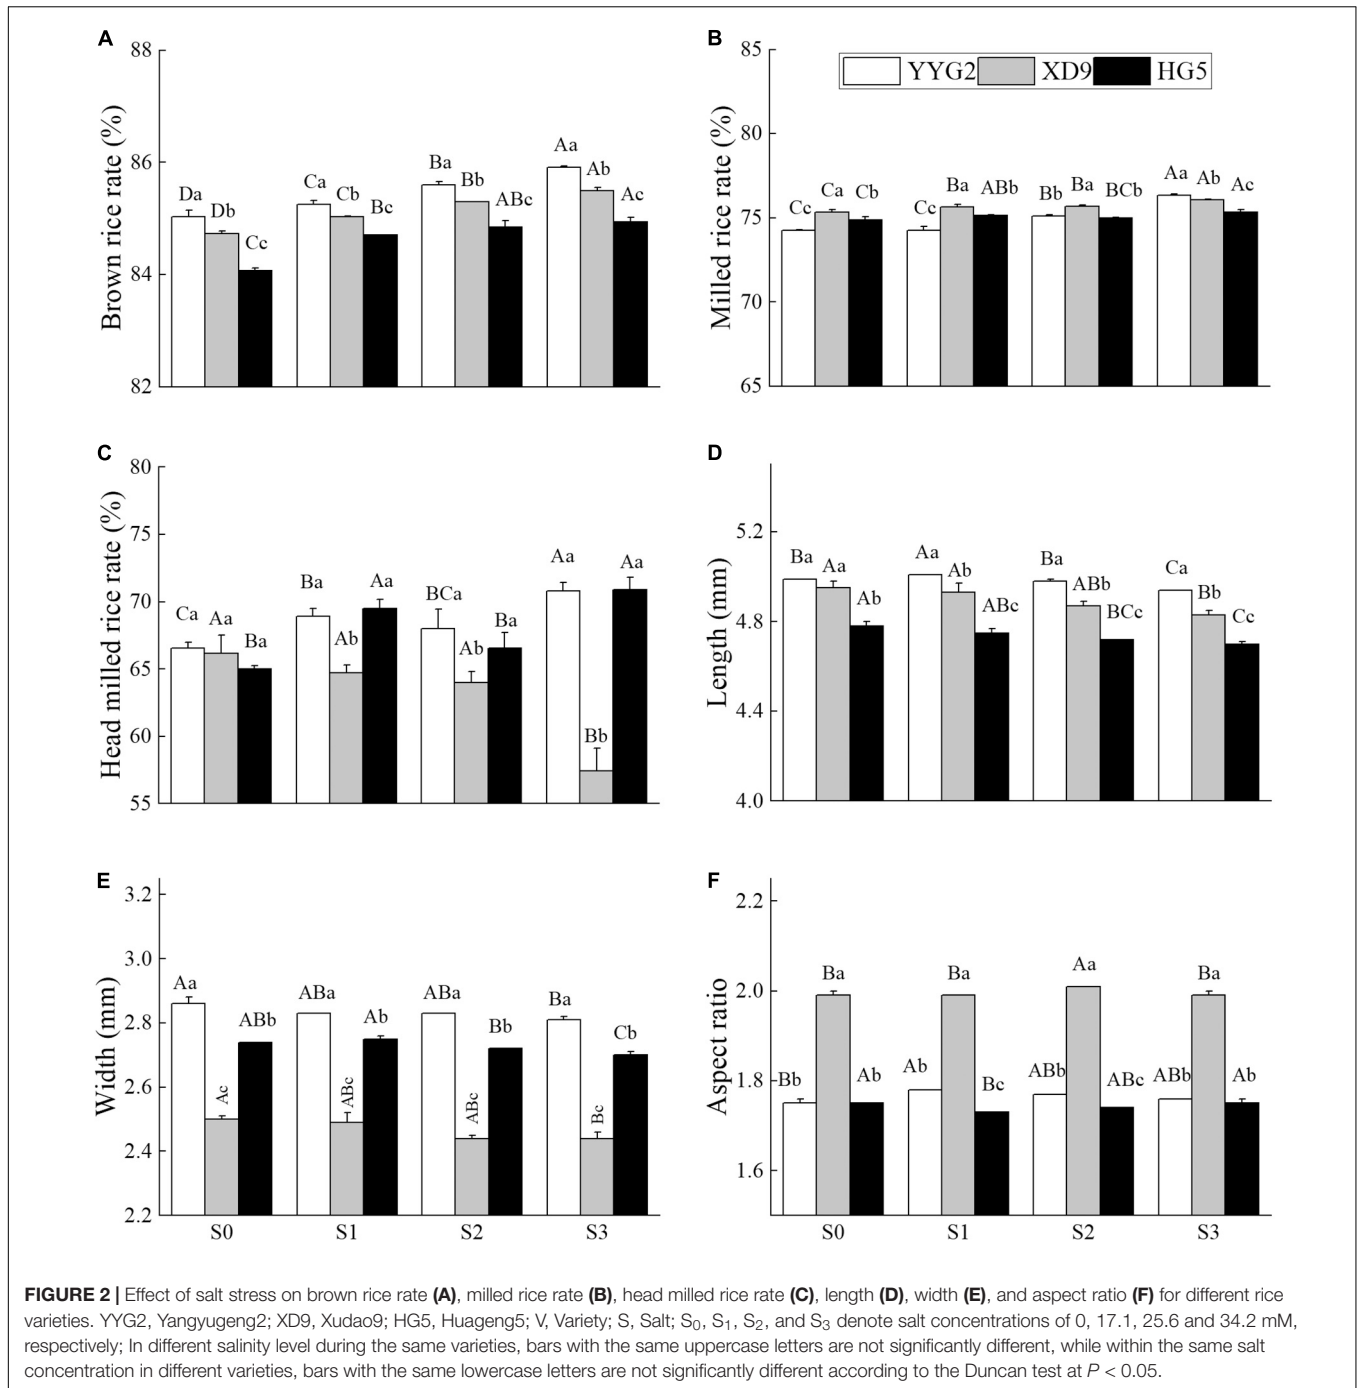 A
88
86
84
82
Brown rice rate (%)
Da Db Cc Ca Cb Bc Ba Bb ABc Aa Ab Ac
B
85
80
75
70
65
Milled rice rate (%)
YYG2 XD9 HG5
Cc Ca Cb Cc Ba ABb Bb Ba BCb Aa Ab Ac
C
80
75
70
65
60
55
Head milled rice rate (%)
Ca Aa Ba Ba Ab Aa BCa Ab Ba Aa Bb Aa
D
5.2
4.8
4.4
4.0
Length (mm)
Ba Aa Ab Aa Ab ABc Ba ABb BCc Ca Bb Cc
E
3.2
3.0
2.8
2.6
2.4
2.2
Width (mm)
Aa Ac ABb ABa ABc Ab ABa ABc Bb Ba Bc Cb
S0 S1 S2 S3
F
2.2
2.0
1.8
1.6
Aspect ratio
Bb Ba Ab Ab Ba Bc ABb Aa ABc ABb Ba Ab
S0 S1 S2 S3
FIGURE 2 | Effect of salt stress on brown rice rate (A), milled rice rate (B), head milled rice rate (C), length (D), width (E), and aspect ratio (F) for different rice
varieties. YYG2, Yangyugeng2; XD9, Xudao9; HG5, Huageng5; V, Variety; S, Salt; S0, S1, S2, and S3 denote salt concentrations of 0, 17.1, 25.6 and 34.2 mM,
respectively; In different salinity level during the same varieties, bars with the same uppercase letters are not significantly different, while within the same salt
concentration in different varieties, bars with the same lowercase letters are not significantly different according to the Duncan test at P < 0.05.